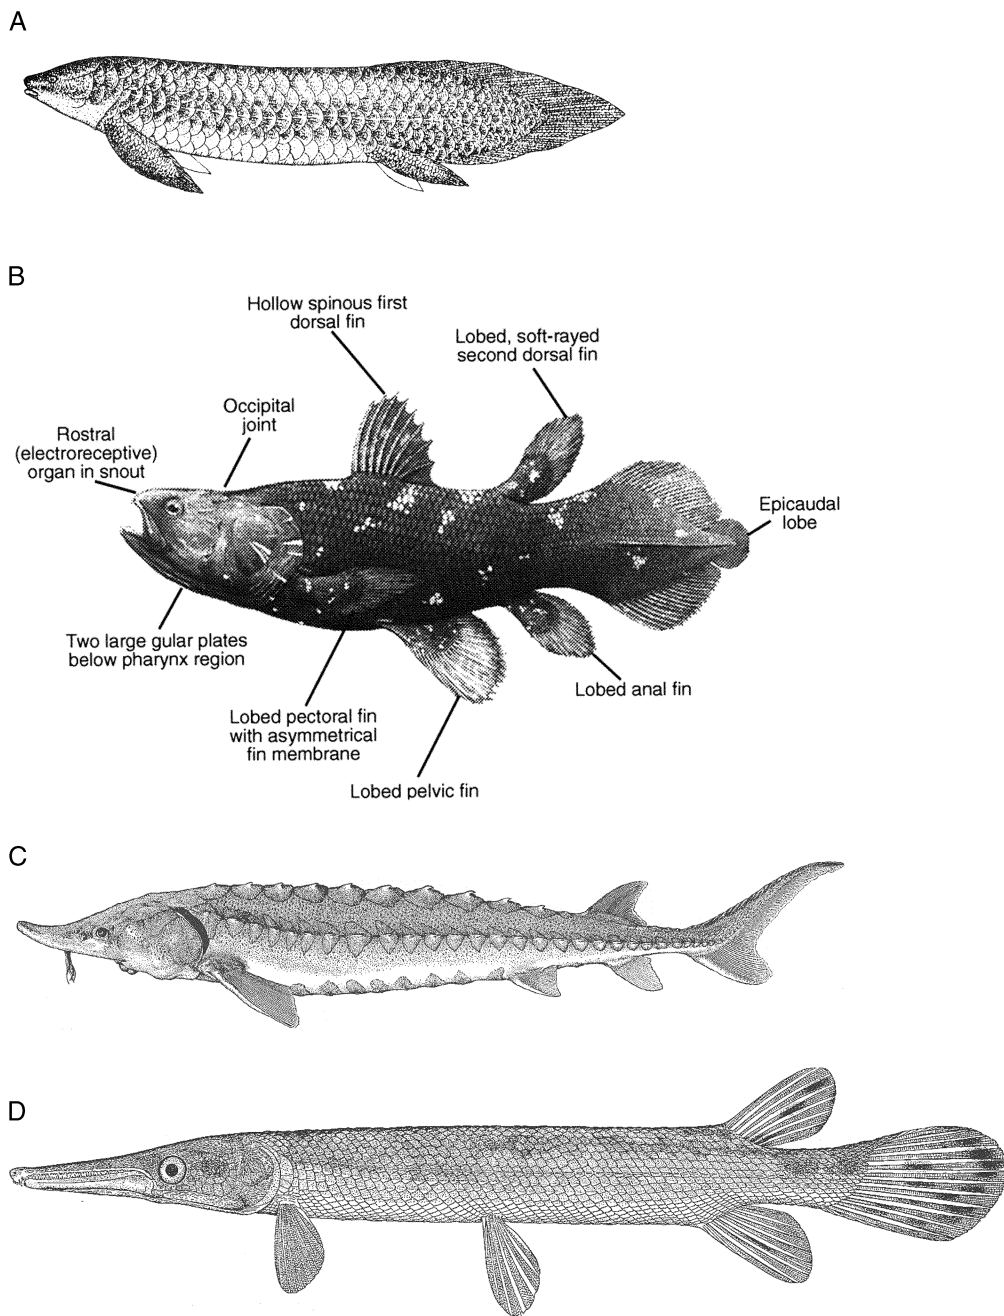 A
B
Hollow spinous first
dorsal fin
Lobed, soft-rayed
second dorsal fin
Occipital
joint
Rostral
(electroreceptive)
organ in snout
Epicaudal
lobe
Two large gular plates
below pharynx region
Lobed anal fin
Lobed pectoral fin
with asymmetrical
fin membrane
Lobed pelvic fin
C
D